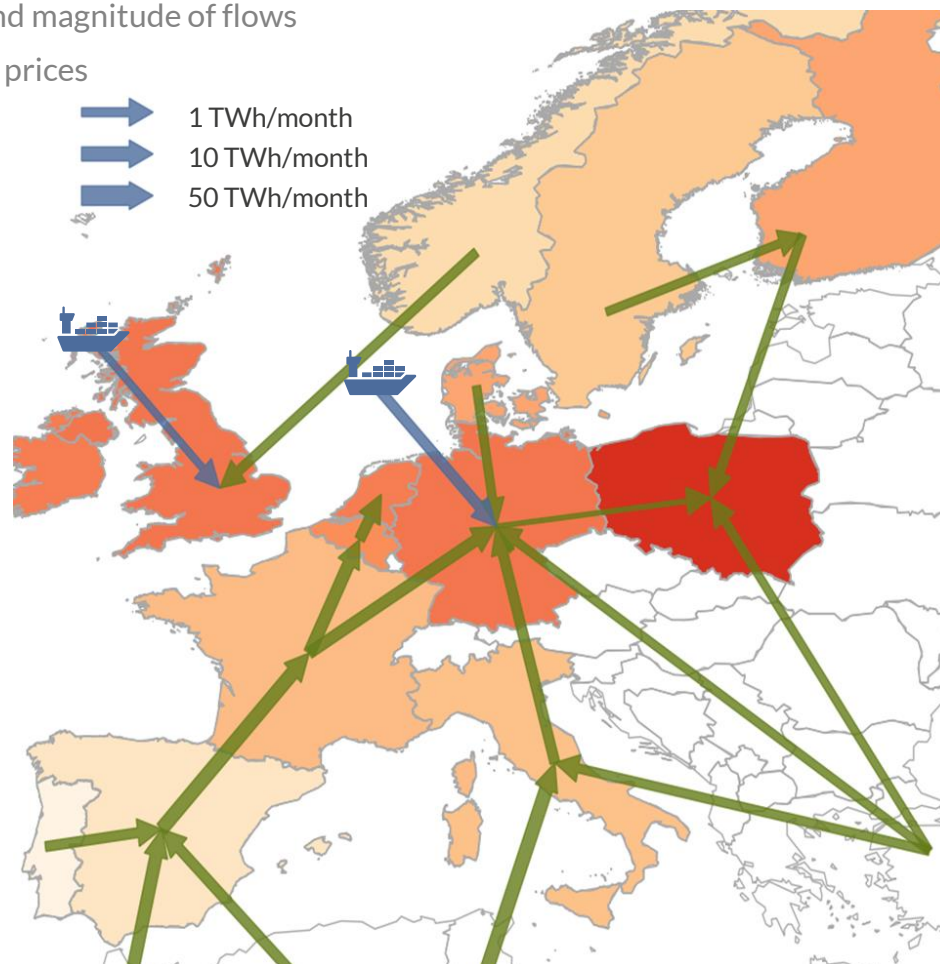 nd magnitude of flows
prices
1 TWh/month
10 TWh/month
50 TWh/month